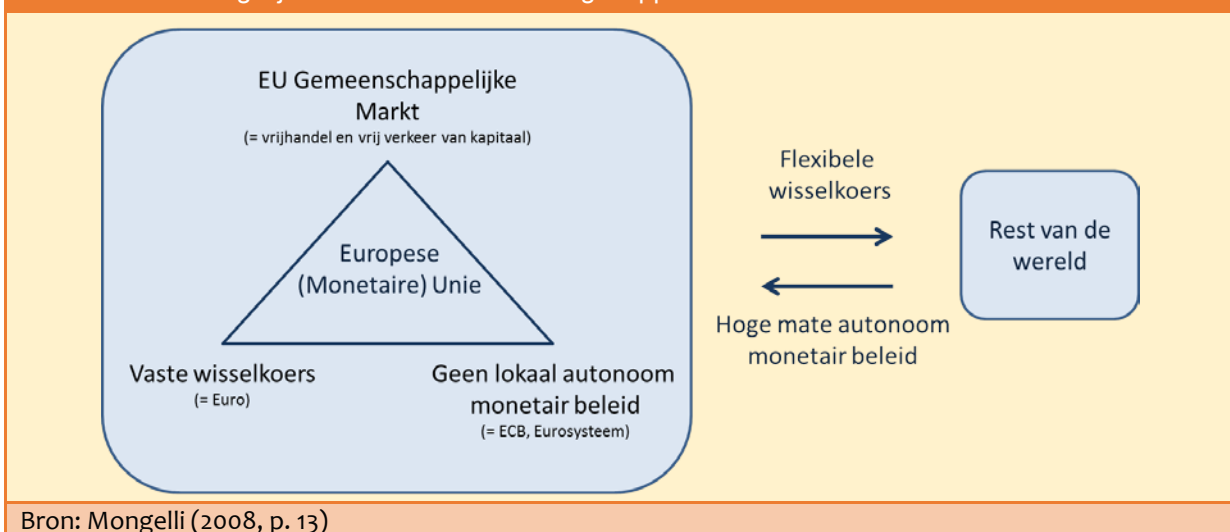 EU Gemeenschappelijke
Markt
(= vrijhandel en vrij verkeer van kapitaal)
Europese
(Monetaire) Unie
Vaste wisselkoers
(= Euro)
Geen lokaal autonoom
monetair beleid
(= ECB, Eurosysteem)
Flexibele
wisselkoers
Hoge mate autonoom
monetair beleid
Rest van de
wereld
Bron: Mongelli (2008, p. 13)